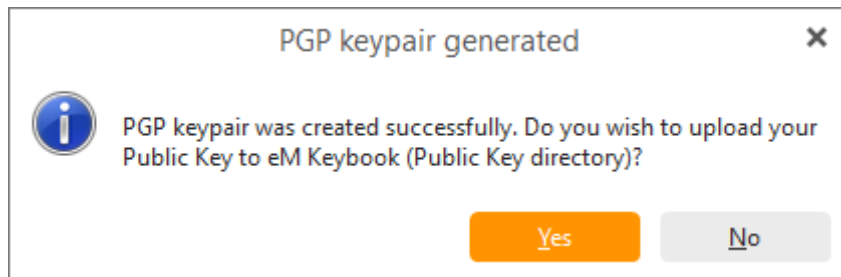 PGP keypair generated
PGP keypair was created successfully. Do you wish to upload your
Public Key to eM Keybook (Public Key directory)?
Yes
No